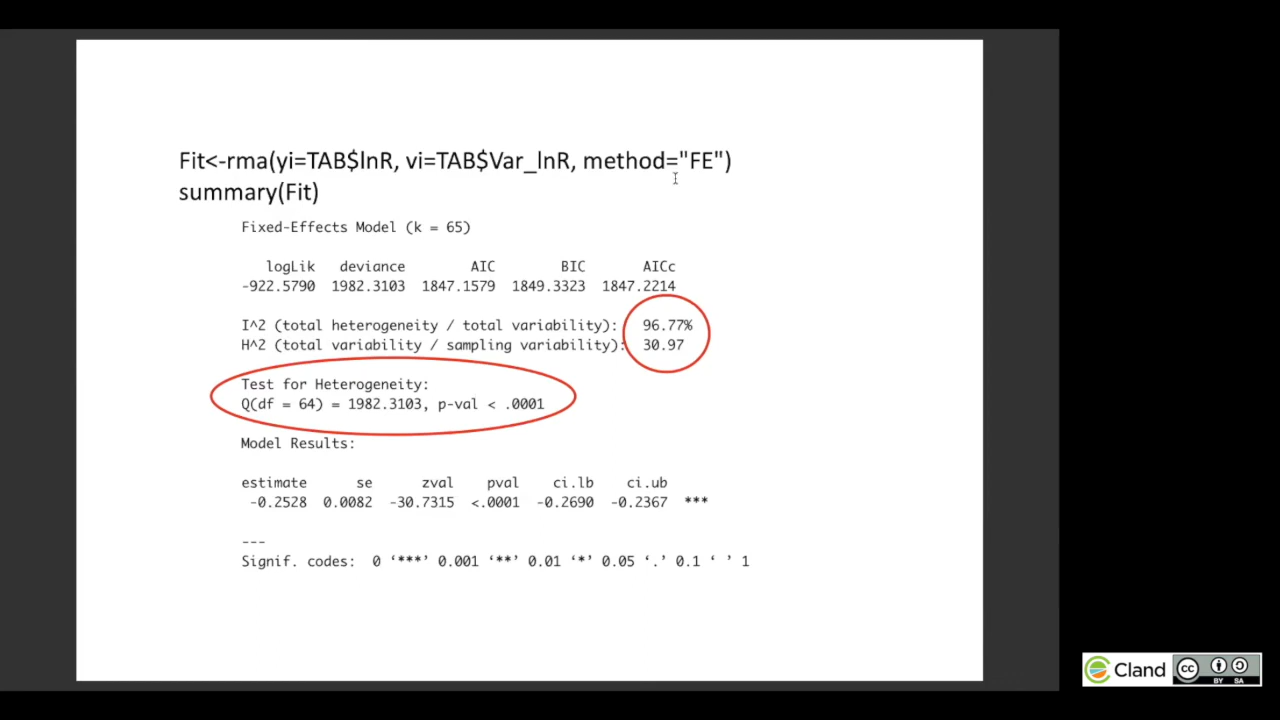 Fit<-rma(yi=TAB$lnR, vi=TAB$Var_lnR, method="FE")
summary(Fit)
Fixed-Effects Model (k = 65)
logLik deviance AIC BIC AICc
-922.5790 1982.3103 1847.1579 1849.3323 1847.2214
I^2 (total heterogeneity / total variability): 96.77%
H^2 (total variability / sampling variability): 30.97
Test for Heterogeneity:
Q(df = 64) = 1982.3103, p-val < .0001
Model Results:
estimate se zval pval ci.lb ci.ub
-0.2528 0.0082 -30.7315 <.0001 -0.2690 -0.2367 ***
---
Signif. codes: 0 ‘***’ 0.001 ‘**’ 0.01 ‘*’ 0.05 ‘.’ 0.1 ‘ ’ 1
Cland cc BY SA